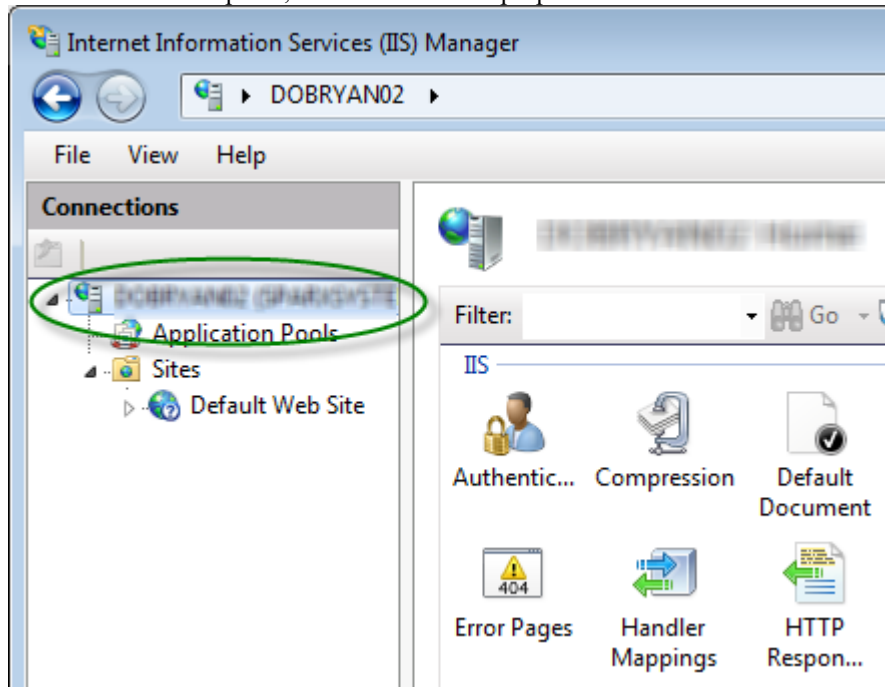 Internet Information Services (IIS) Manager
DOBRYAN02
File View Help
Connections
Application Pools
Sites
Default Web Site
Filter:
Go
IIS
Authentic...
Compression
Default
Document
404
Error Pages
Handler
Mappings
HTTP
Respon...